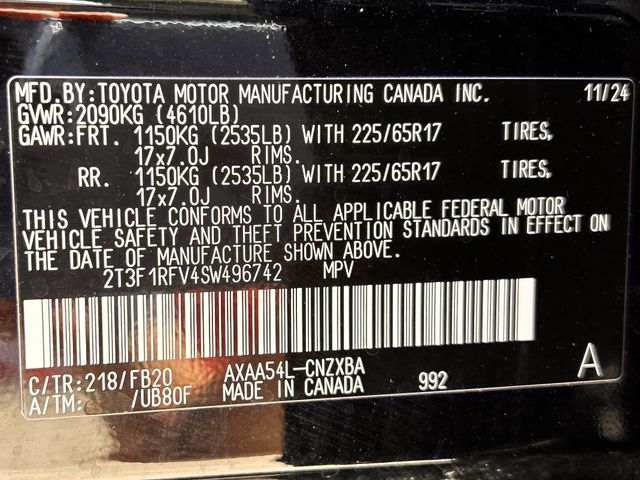 MFD.BY:TOYOTA MOTOR MANUFACTURING CANADA INC. 11/24
GVWR:2090KG (4610LB)
GAWR:FRT. 1150KG (2535LB) WITH 225/65R17 TIRES,
17x7.0J RIMS.
RR. 1150KG (2535LB) WITH 225/65R17 TIRES,
17x7.0J RIMS.
THIS VEHICLE CONFORMS TO ALL APPLICABLE FEDERAL MOTOR
VEHICLE SAFETY AND THEFT PREVENTION STANDARDS IN EFFECT ON
THE DATE OF MANUFACTURE SHOWN ABOVE.
2T3F1RFV4SW496742 MPV
C/TR:218/FB20 AXAA54L-CNZXBA A
A/TM: /UB80F MADE IN CANADA 992